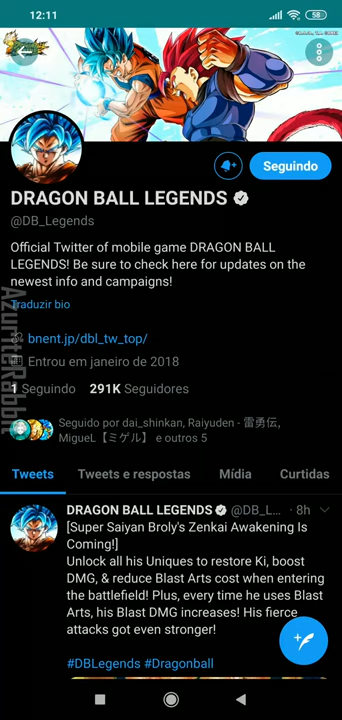 12:11
58
DRAGON BALL LEGENDS
@DB_Legends
Seguindo
Official Twitter of mobile game DRAGON BALL
LEGENDS! Be sure to check here for updates on the
newest info and campaigns!
Traduzir bio
bnent.jp/dbl_tw_top/
Entrou em janeiro de 2018
1 Seguindo 291K Seguidores
Seguido por dai_shinkan, Raiyuden - 雷勇伝,
MigueL【ミゲル】 e outros 5
Tweets Tweets e respostas Mídia Curtidas
DRAGON BALL LEGENDS @DB_L... · 8h
[Super Saiyan Broly's Zenkai Awakening Is
Coming!]
Unlock all his Uniques to restore Ki, boost
DMG, & reduce Blast Arts cost when entering
the battlefield! Plus, every time he uses Blast
Arts, his Blast DMG increases! His fierce
attacks got even stronger!
#DBLegends #Dragonball